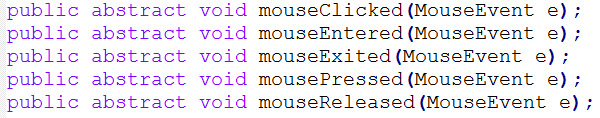 public abstract void mouseClicked(MouseEvent e);
public abstract void mouseEntered(MouseEvent e);
public abstract void mouseExited(MouseEvent e);
public abstract void mousePressed(MouseEvent e);
public abstract void mouseReleased(MouseEvent e);